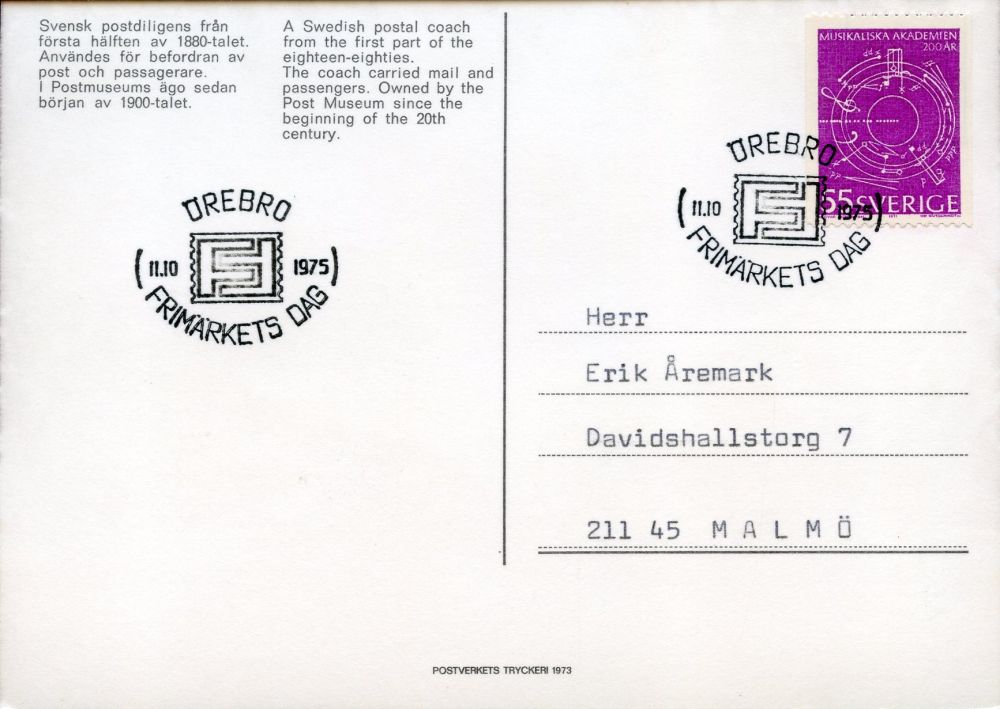 Svensk postdiligens från
första hälften av 1880-talet.
Användes för befordran av
post och passagerare.
I Postmuseums ägo sedan
början av 1900-talet.
A Swedish postal coach
from the first part of the
eighteen-eighties.
The coach carried mail and
passengers. Owned by the
Post Museum since the
beginning of the 20th
century.
MUSIKALISKA AKADEMIEN
200 ÅR
55 SVERIGE
ÖREBRO
11.10 1975
FRIMÄRKETS DAG
ÖREBRO
11.10 1975
FRIMÄRKETS DAG
Herr
Erik Åremark
Davidshallstorg 7
211 45 MALMÖ
POSTVERKETS TRYCKERI 1973